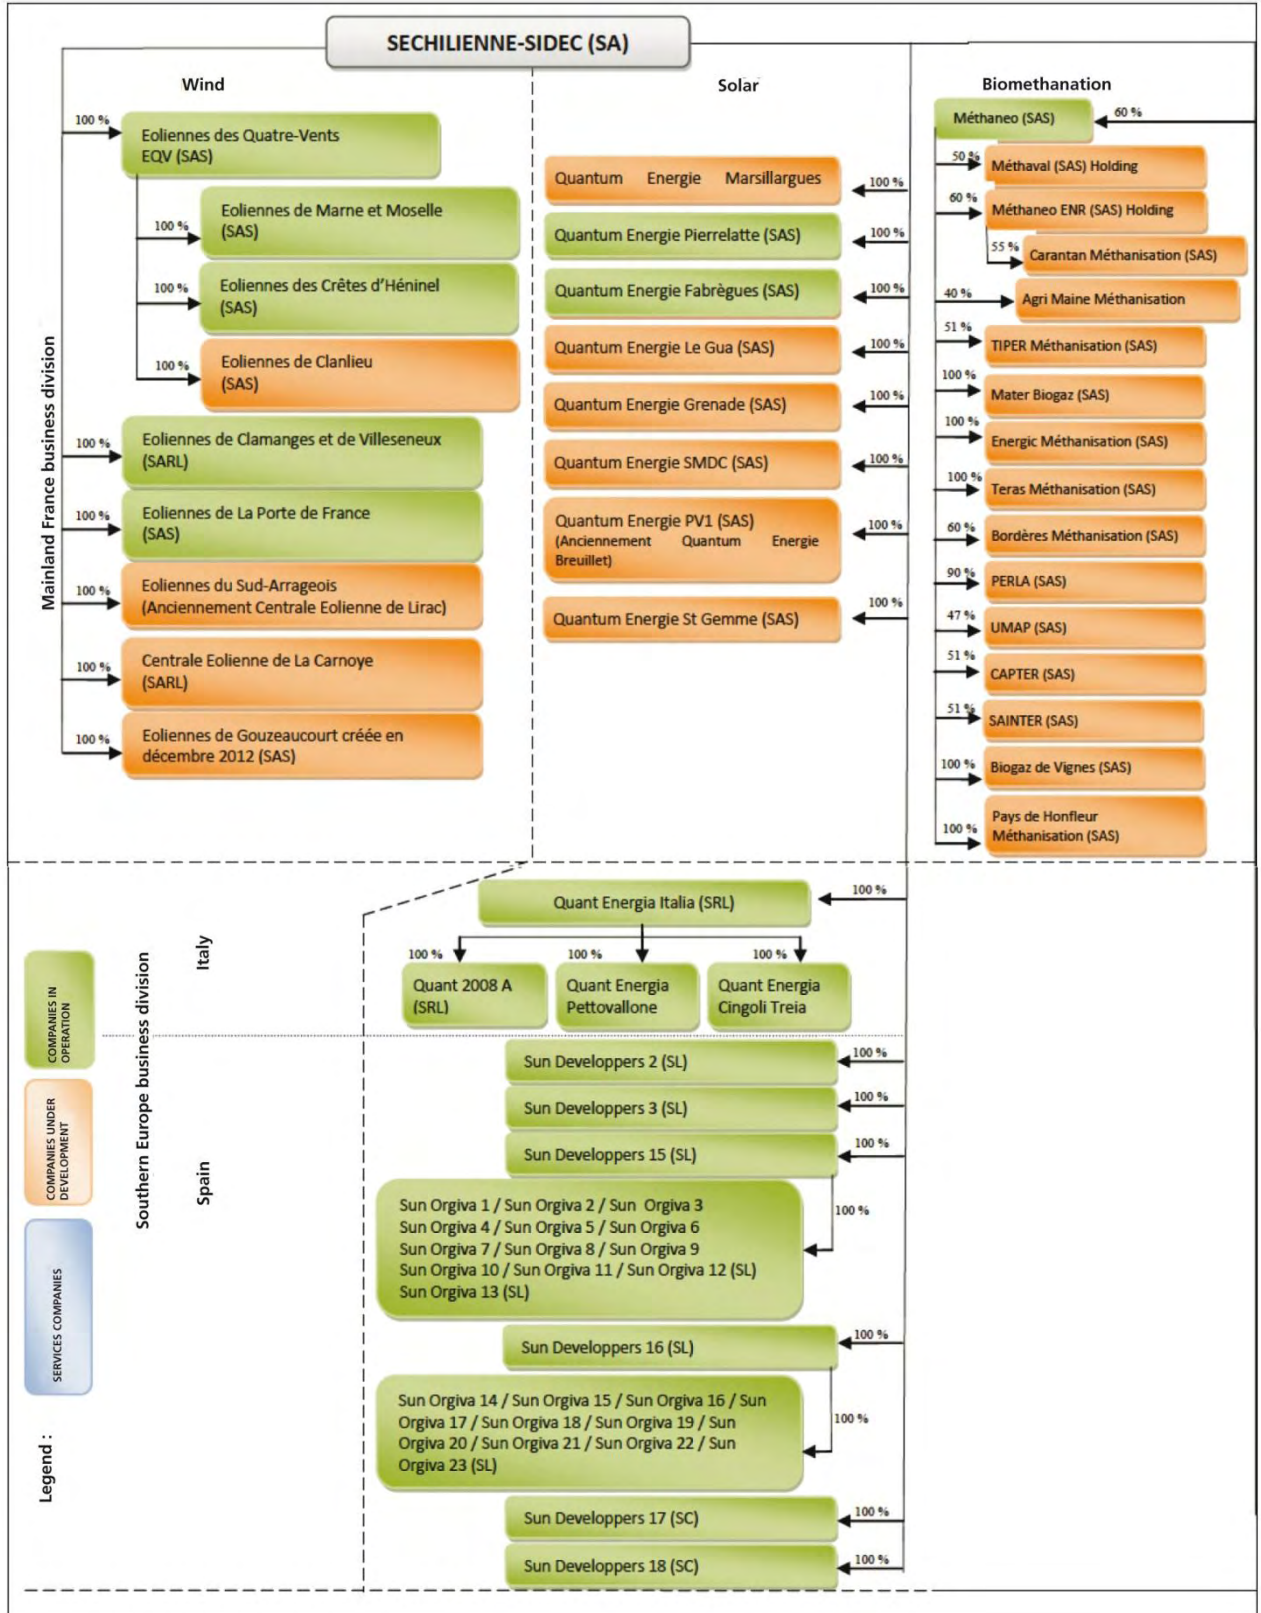 SECHILIENNE-SIDEC (SA)
Wind
Solar
Biomethanation
Mainland France business division
100 %
Eoliennes des Quatre-Vents
EQV (SAS)
100 %
Eoliennes de Marne et Moselle
(SAS)
100 %
Eoliennes des Crêtes d'Héninel
(SAS)
100 %
Eoliennes de Clanlieu
(SAS)
100 %
Eoliennes de Clamanges et de Villeseneux
(SARL)
100 %
Eoliennes de La Porte de France
(SAS)
100 %
Eoliennes du Sud-Arrageois
(Anciennement Centrale Eolienne de Lirac)
100 %
Centrale Eolienne de La Carnoye
(SARL)
100 %
Eoliennes de Gouzeaucourt créée en
décembre 2012 (SAS)
Quantum Energie Marsillargues
100 %
Quantum Energie Pierrelatte (SAS)
100 %
Quantum Energie Fabrègues (SAS)
100 %
Quantum Energie Le Gua (SAS)
100 %
Quantum Energie Grenade (SAS)
100 %
Quantum Energie SMDC (SAS)
100 %
Quantum Energie PV1 (SAS)
(Anciennement Quantum Energie
Breuillet)
100 %
Quantum Energie St Gemme (SAS)
100 %
Méthaneo (SAS)
60 %
50 %
Méthaval (SAS) Holding
60 %
Méthaneo ENR (SAS) Holding
55 %
Carantan Méthanisation (SAS)
40 %
Agri Maine Méthanisation
51 %
TIPER Méthanisation (SAS)
100 %
Mater Biogaz (SAS)
100 %
Energic Méthanisation (SAS)
100 %
Teras Méthanisation (SAS)
60 %
Bordères Méthanisation (SAS)
90 %
PERLA (SAS)
47 %
UMAP (SAS)
51 %
CAPTER (SAS)
51 %
SAINTER (SAS)
100 %
Biogaz de Vignes (SAS)
100 %
Pays de Honfleur
Méthanisation (SAS)
Southern Europe business division
Italy
Quant Energia Italia (SRL)
100 %
100 %
100 %
100 %
Quant 2008 A
(SRL)
Quant Energia
Pettovallone
Quant Energia
Cingoli Treia
Spain
Sun Developpers 2 (SL)
100 %
Sun Developpers 3 (SL)
100 %
Sun Developpers 15 (SL)
100 %
100 %
Sun Orgiva 1 / Sun Orgiva 2 / Sun Orgiva 3
Sun Orgiva 4 / Sun Orgiva 5 / Sun Orgiva 6
Sun Orgiva 7 / Sun Orgiva 8 / Sun Orgiva 9
Sun Orgiva 10 / Sun Orgiva 11 / Sun Orgiva 12 (SL)
Sun Orgiva 13 (SL)
Sun Developpers 16 (SL)
100 %
100 %
Sun Orgiva 14 / Sun Orgiva 15 / Sun Orgiva 16 / Sun
Orgiva 17 / Sun Orgiva 18 / Sun Orgiva 19 / Sun
Orgiva 20 / Sun Orgiva 21 / Sun Orgiva 22 / Sun
Orgiva 23 (SL)
Sun Developpers 17 (SC)
100 %
Sun Developpers 18 (SC)
100 %
Legend :
SERVICES COMPANIES
COMPANIES UNDER
DEVELOPMENT
COMPANIES IN
OPERATION